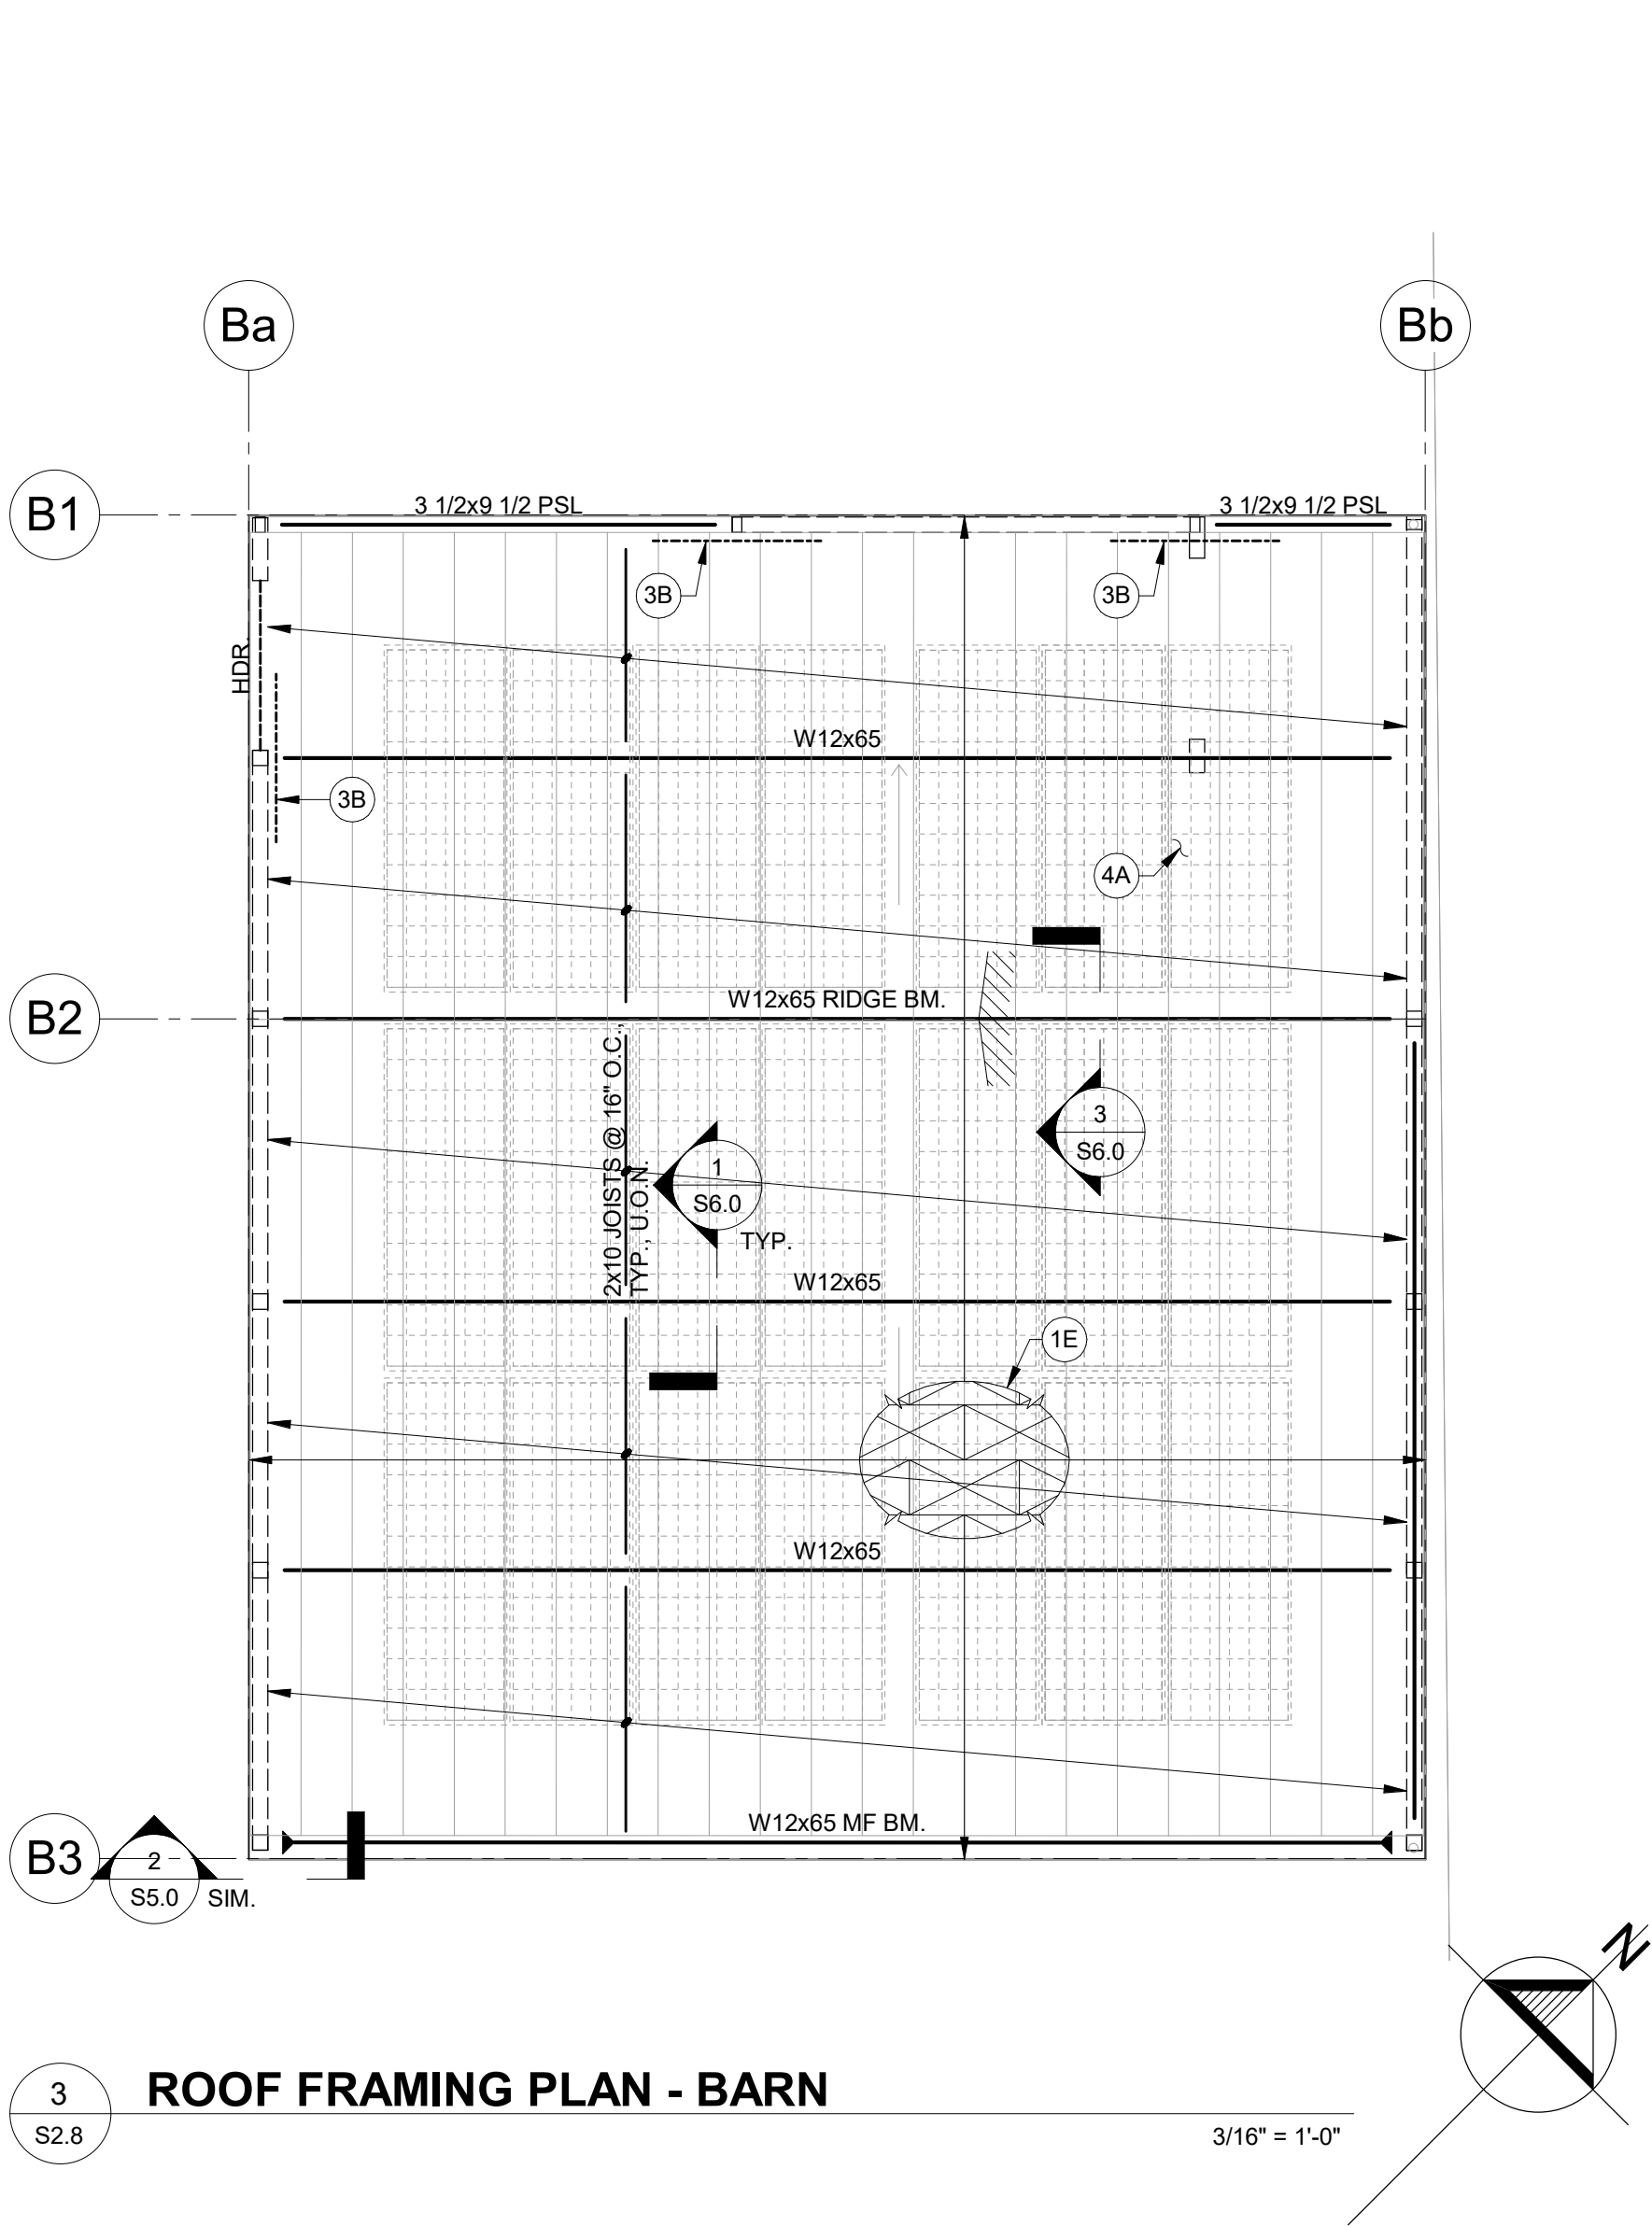 Ba
Bb
B1
3 1/2x9 1/2 PSL
3 1/2x9 1/2 PSL
3B
3B
HDR.
W12x65
3B
4A
B2
W12x65 RIDGE BM.
2x10 JOISTS @ 16" O.C.,
TYP., U.O.N.
3
S6.0
1
S6.0
TYP.
W12x65
1E
W12x65
W12x65 MF BM.
B3
2
S5.0
SIM.
N
3
S2.8
ROOF FRAMING PLAN - BARN
3/16" = 1'-0"